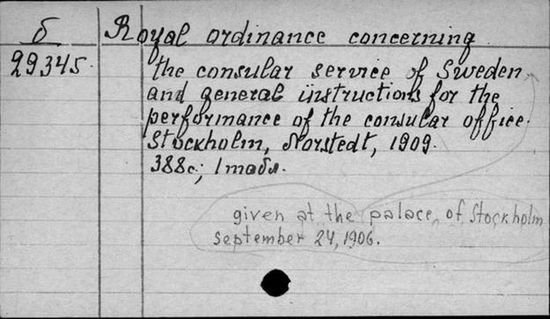 б
29345
Royal ordinance concerning
the consular service of Sweden
and general instructions for the
performance of the consular office.
Stockholm, Norstedt, 1909.
388c; 1 табл.
given at the palace of Stockholm
september 24, 1906.